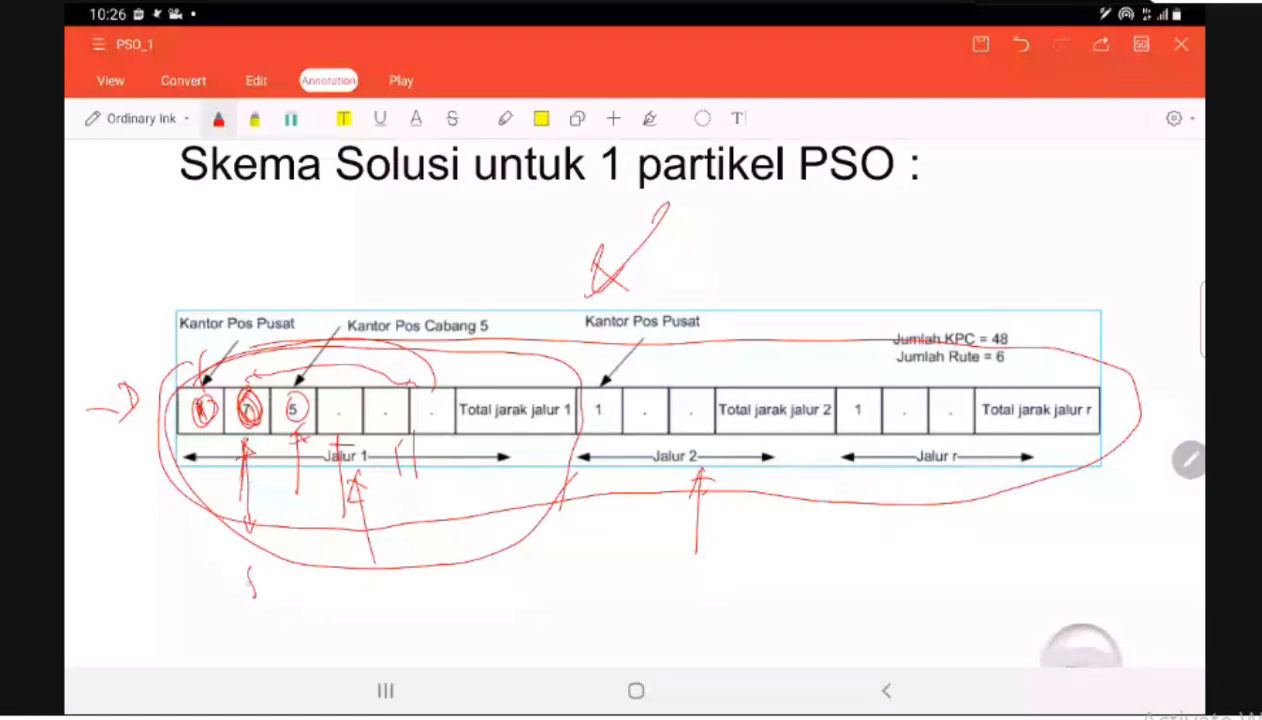 10:26
PSO_1
View Convert Edit Annotation Play
Ordinary Ink
Skema Solusi untuk 1 partikel PSO :
Kantor Pos Pusat
Kantor Pos Cabang 5
Kantor Pos Pusat
Jumlah KPC = 48
Jumlah Rute = 6
7 5 . . . Total jarak jalur 1 1 . . Total jarak jalur 2 1 . . Total jarak jalur r
Jalur 1 Jalur 2 Jalur r